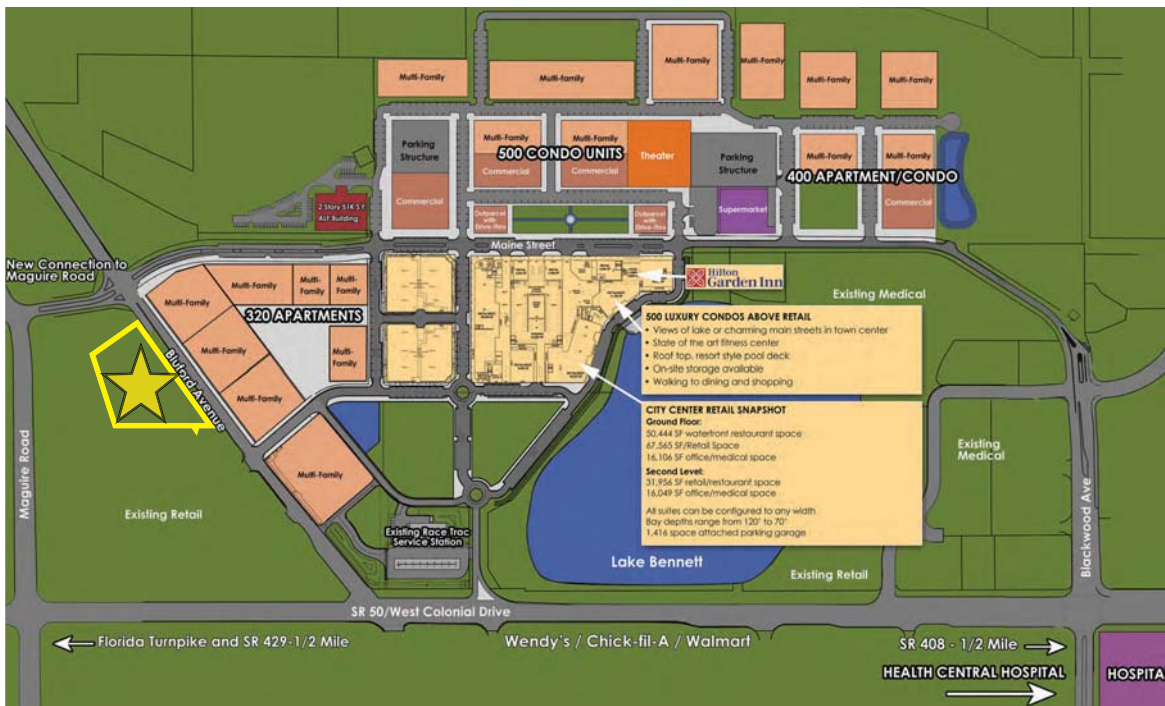 Multi-Family
Multi-family
Multi-Family
Multi-Family
Multi-Family
Multi-Family
Parking
Structure
Commercial
Multi-Family
Commercial
Multi-Family
Commercial
500 CONDO UNITS
Theater
Parking
Structure
Supermarket
Multi-Family
Multi-Family
Commercial
400 APARTMENT/CONDO
2 Story 51K S.F.
ALF Building
Outparcel
with
Drive-Thru
Outparcel
with
Drive-Thru
Maine Street
New Connection to
Maguire Road
Multi-Family
Multi-Family
Multi-
Family
Multi-
Family
320 APARTMENTS
Multi-Family
Multi-
Family
Multi-Family
Multi-Family
Bluford Avenue
Maguire Road
Existing Retail
Existing Race Trac
Service Station
Hilton
Garden Inn
Existing Medical
500 LUXURY CONDOS ABOVE RETAIL
• Views of lake or charming main streets in town center
• State of the art fitness center
• Roof top, resort style pool deck
• On-site storage available
• Walking to dining and shopping
CITY CENTER RETAIL SNAPSHOT
Ground Floor:
50,444 SF waterfront restaurant space
67,565 SF/Retail Space
16,106 SF office/medical space
Second Level:
31,956 SF retail/restaurant space
16,049 SF office/medical space
All suites can be configured to any width
Bay depths range from 120' to 70'
1,416 space attached parking garage
Existing
Medical
Blackwood Ave
Lake Bennett
Existing Retail
SR 50/West Colonial Drive
Florida Turnpike and SR 429-1/2 Mile
Wendy's / Chick-fil-A / Walmart
SR 408 - 1/2 Mile
HEALTH CENTRAL HOSPITAL
HOSPITA